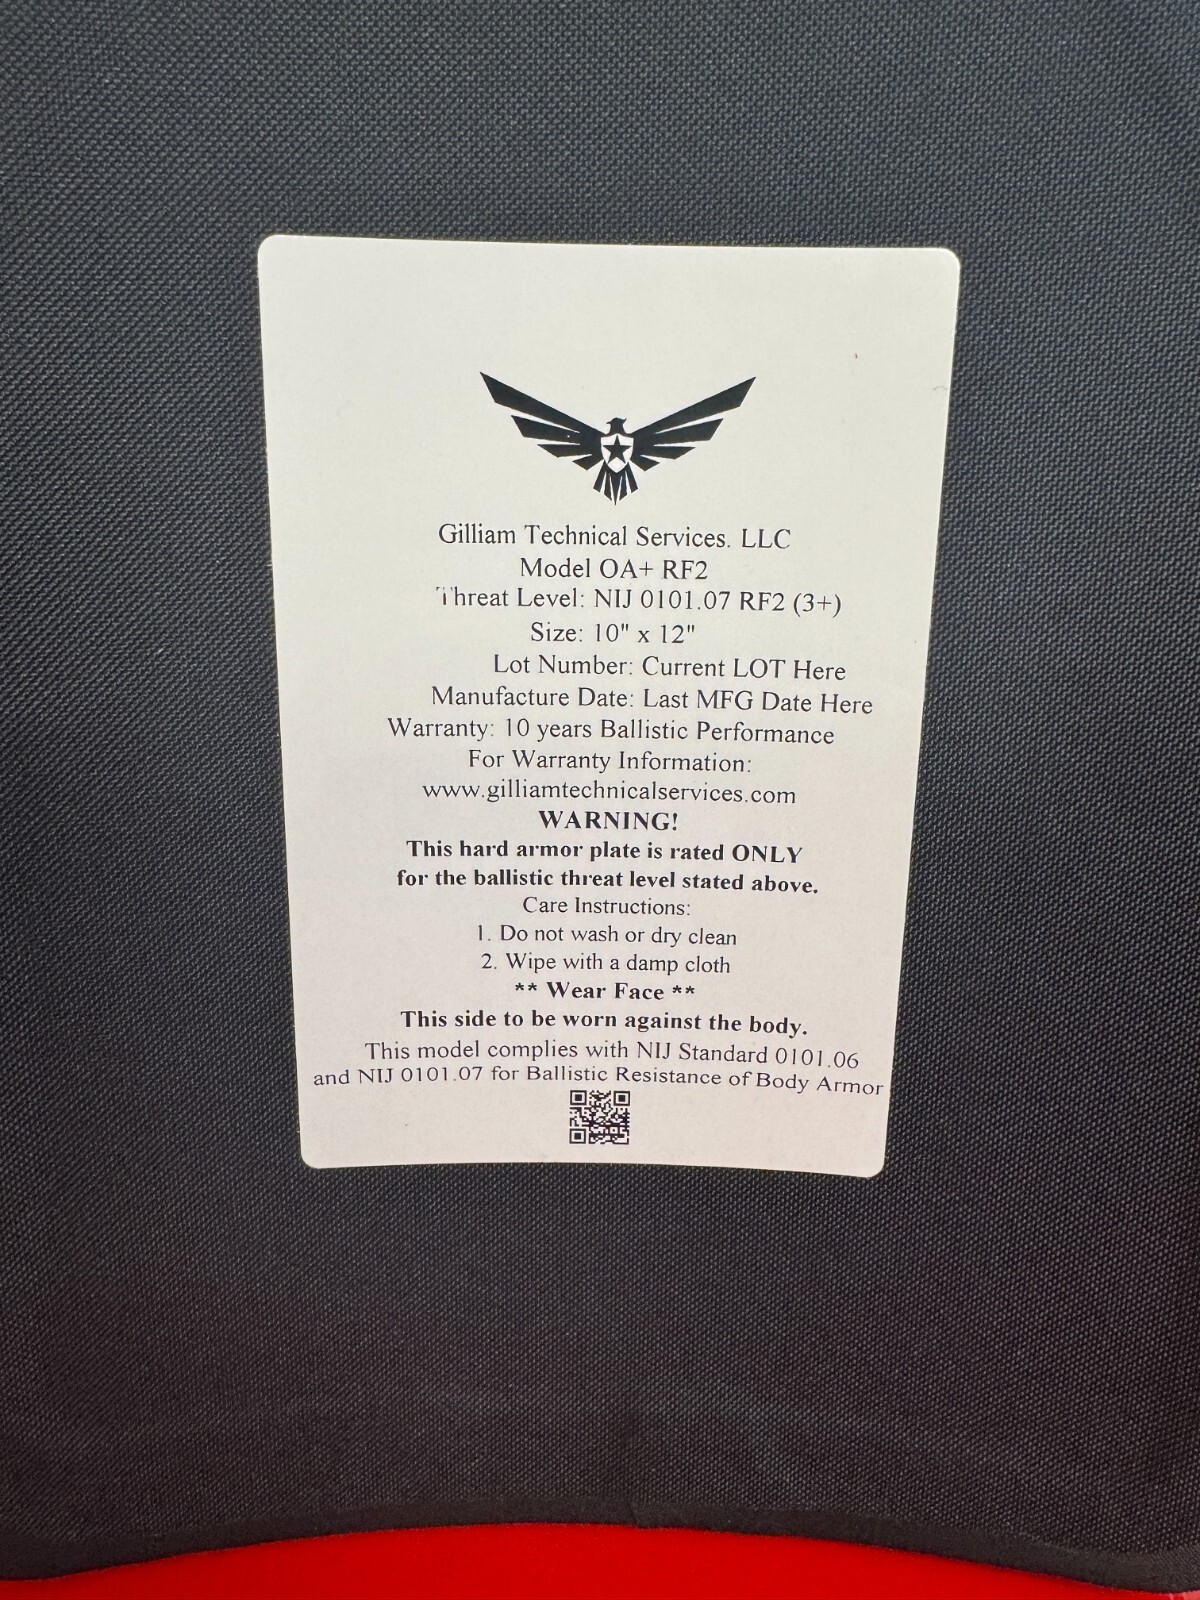 Gilliam Technical Services. LLC
Model OA+ RF2
Threat Level: NIJ 0101.07 RF2 (3+)
Size: 10" x 12"
Lot Number: Current LOT Here
Manufacture Date: Last MFG Date Here
Warranty: 10 years Ballistic Performance
For Warranty Information:
www.gilliamtechnicalservices.com
WARNING!
This hard armor plate is rated ONLY
for the ballistic threat level stated above.
Care Instructions:
1. Do not wash or dry clean
2. Wipe with a damp cloth
** Wear Face **
This side to be worn against the body.
This model complies with NIJ Standard 0101.06
and NIJ 0101.07 for Ballistic Resistance of Body Armor